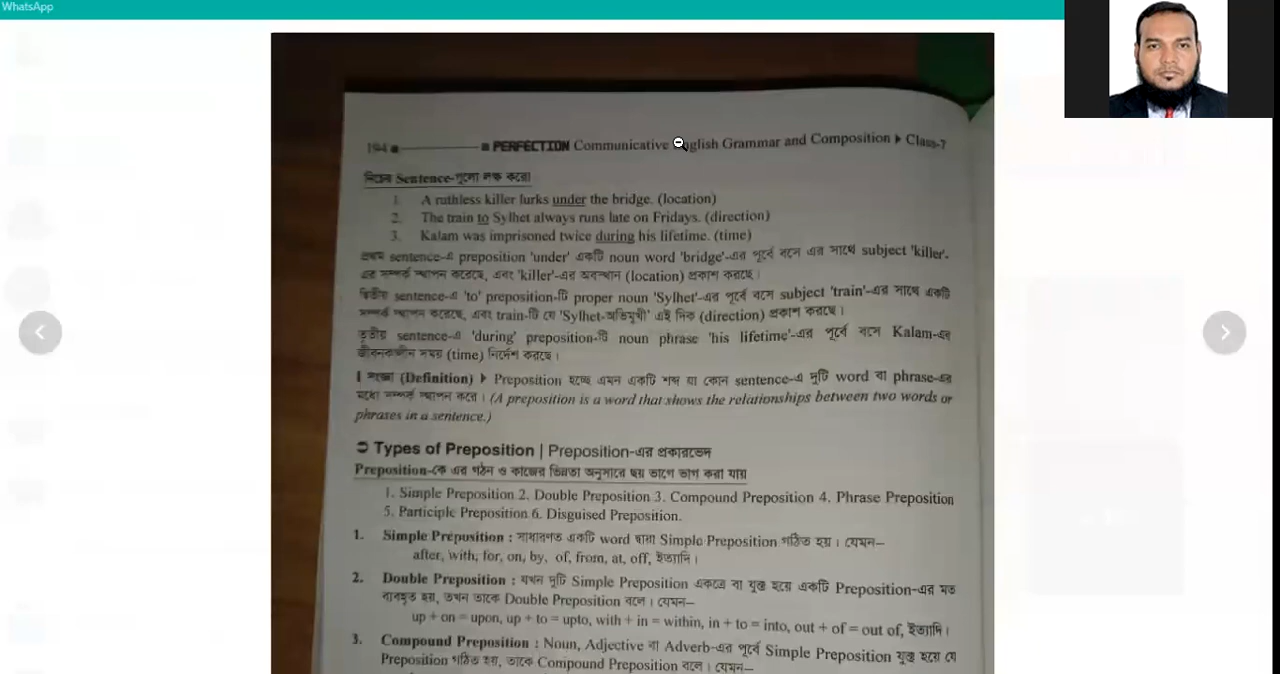 WhatsApp
194 ■ ■ PERFECTION Communicative English Grammar and Composition Class-7
নিচের Sentence-গুলো লক্ষ করো।
1. A ruthless killer lurks under the bridge. (location)
2. The train to Sylhet always runs late on Fridays. (direction)
3. Kalam was imprisoned twice during his lifetime. (time)
প্রথম sentence-এ preposition 'under' একটি noun word 'bridge'-এর পূর্বে বসে এর সাথে subject 'killer'-
এর সম্পর্ক স্থাপন করেছে, এবং 'killer'-এর অবস্থান (location) প্রকাশ করছে।
দ্বিতীয় sentence-এ 'to' preposition-টি proper noun 'Sylhet'-এর পূর্বে বসে subject 'train'-এর সাথে একটি
সম্পর্ক স্থাপন করেছে, এবং train-টি যে 'Sylhet-অভিমুখী' এই দিক (direction) প্রকাশ করছে।
তৃতীয় sentence-এ 'during' preposition-টি noun phrase 'his lifetime'-এর পূর্বে বসে Kalam-এর
জীবনকালীন সময় (time) নির্দেশ করছে।
সংজ্ঞা (Definition) Preposition হচ্ছে এমন একটি শব্দ যা কোন sentence-এ দুটি word বা phrase-এর
মধ্যে সম্পর্ক স্থাপন করে। (A preposition is a word that shows the relationships between two words or
phrases in a sentence.)
Types of Preposition | Preposition-এর প্রকারভেদ
Preposition-কে এর গঠন ও কাজের ভিন্নতা অনুসারে ছয় ভাগে ভাগ করা যায়
1. Simple Preposition 2. Double Preposition 3. Compound Preposition 4. Phrase Preposition
5. Participle Preposition 6. Disguised Preposition.
1. Simple Preposition : সাধারণত একটি word দ্বারা Simple Preposition গঠিত হয়। যেমন—
after, with, for, on, by, of, from, at, off, ইত্যাদি।
2. Double Preposition : যখন দুটি Simple Preposition একত্রে বা যুক্ত হয়ে একটি Preposition-এর মত
ব্যবহৃত হয়, তখন তাকে Double Preposition বলে। যেমন—
up + on = upon, up + to = upto, with + in = within, in + to = into, out + of = out of, ইত্যাদি।
3. Compound Preposition : Noun, Adjective বা Adverb-এর পূর্বে Simple Preposition যুক্ত হয়ে যে
Preposition গঠিত হয়, তাকে Compound Preposition বলে। যেমন—